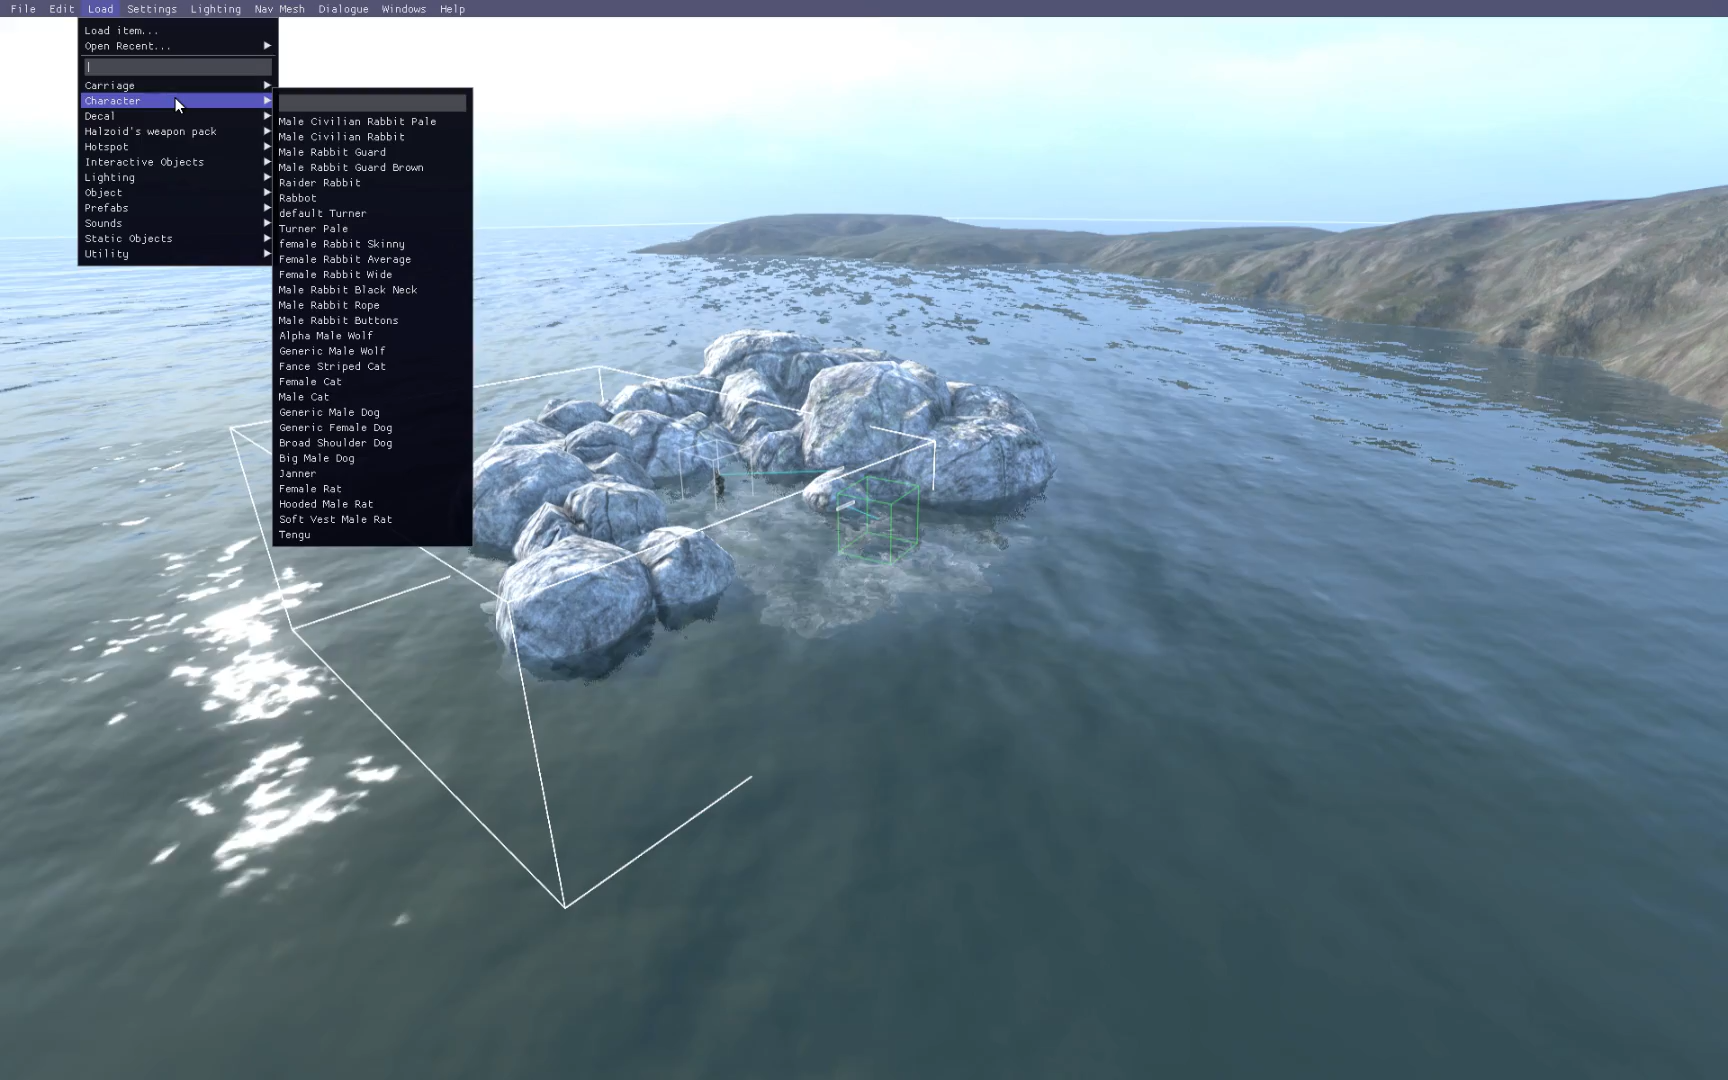 File Edit Load Settings Lighting Nav Mesh Dialogue Windows Help
Load item...
Open Recent...
Carriage
Character
Decal
Halzoid's weapon pack
Hotspot
Interactive Objects
Lighting
Object
Prefabs
Sounds
Static Objects
Utility
Male Civilian Rabbit Pale
Male Civilian Rabbit
Male Rabbit Guard
Male Rabbit Guard Brown
Raider Rabbit
Rabbot
default Turner
Turner Pale
female Rabbit Skinny
Female Rabbit Average
Female Rabbit Wide
Male Rabbit Black Neck
Male Rabbit Rope
Male Rabbit Buttons
Alpha Male Wolf
Generic Male Wolf
Fance Striped Cat
Female Cat
Male Cat
Generic Male Dog
Generic Female Dog
Broad Shoulder Dog
Big Male Dog
Janner
Female Rat
Hooded Male Rat
Soft Vest Male Rat
Tengu